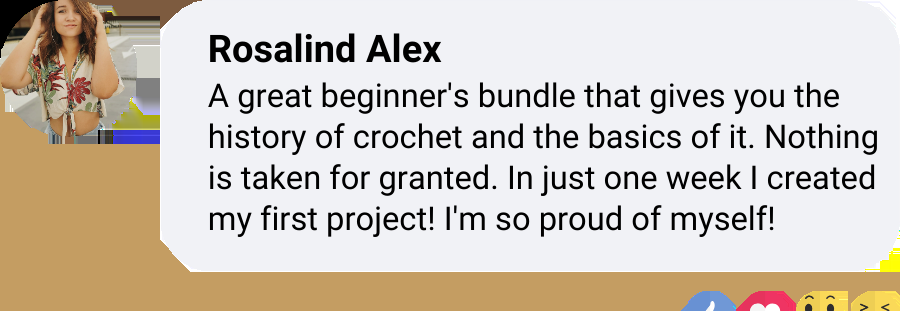 Rosalind Alex
A great beginner's bundle that gives you the
history of crochet and the basics of it. Nothing
is taken for granted. In just one week I created
my first project! I'm so proud of myself!